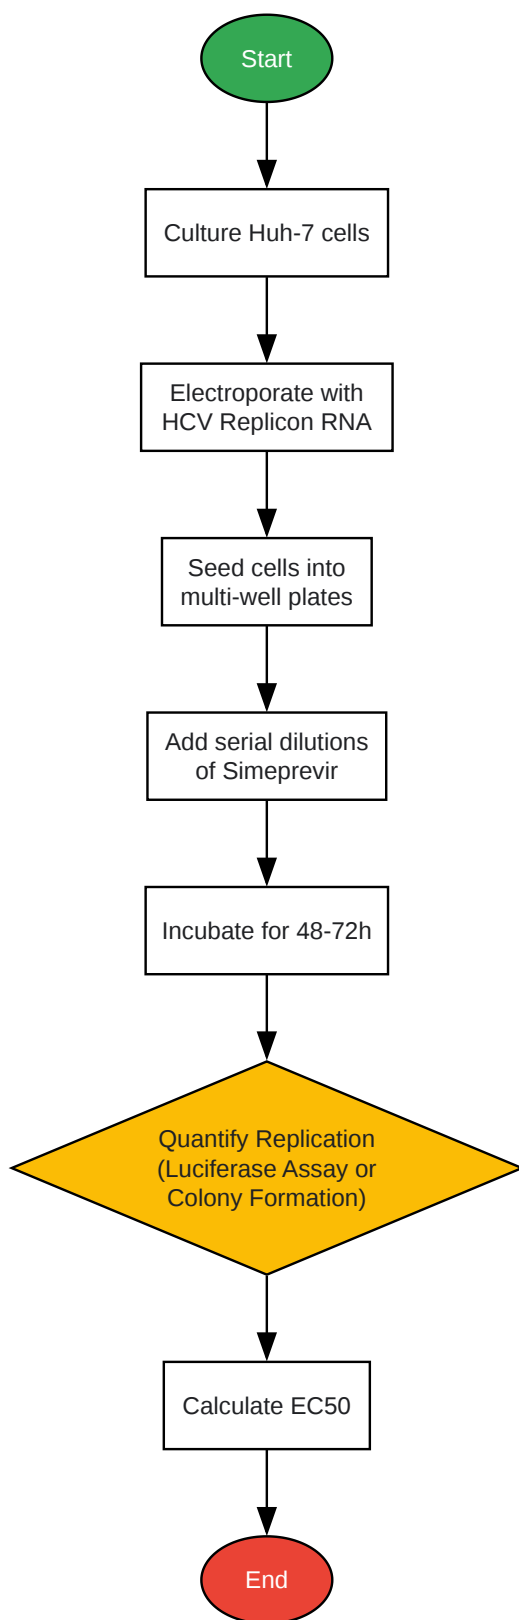 Start
Culture Huh-7 cells
Electroporate with
HCV Replicon RNA
Seed cells into
multi-well plates
Add serial dilutions
of Simeprevir
Incubate for 48-72h
Quantify Replication
(Luciferase Assay or
Colony Formation)
Calculate EC50
End